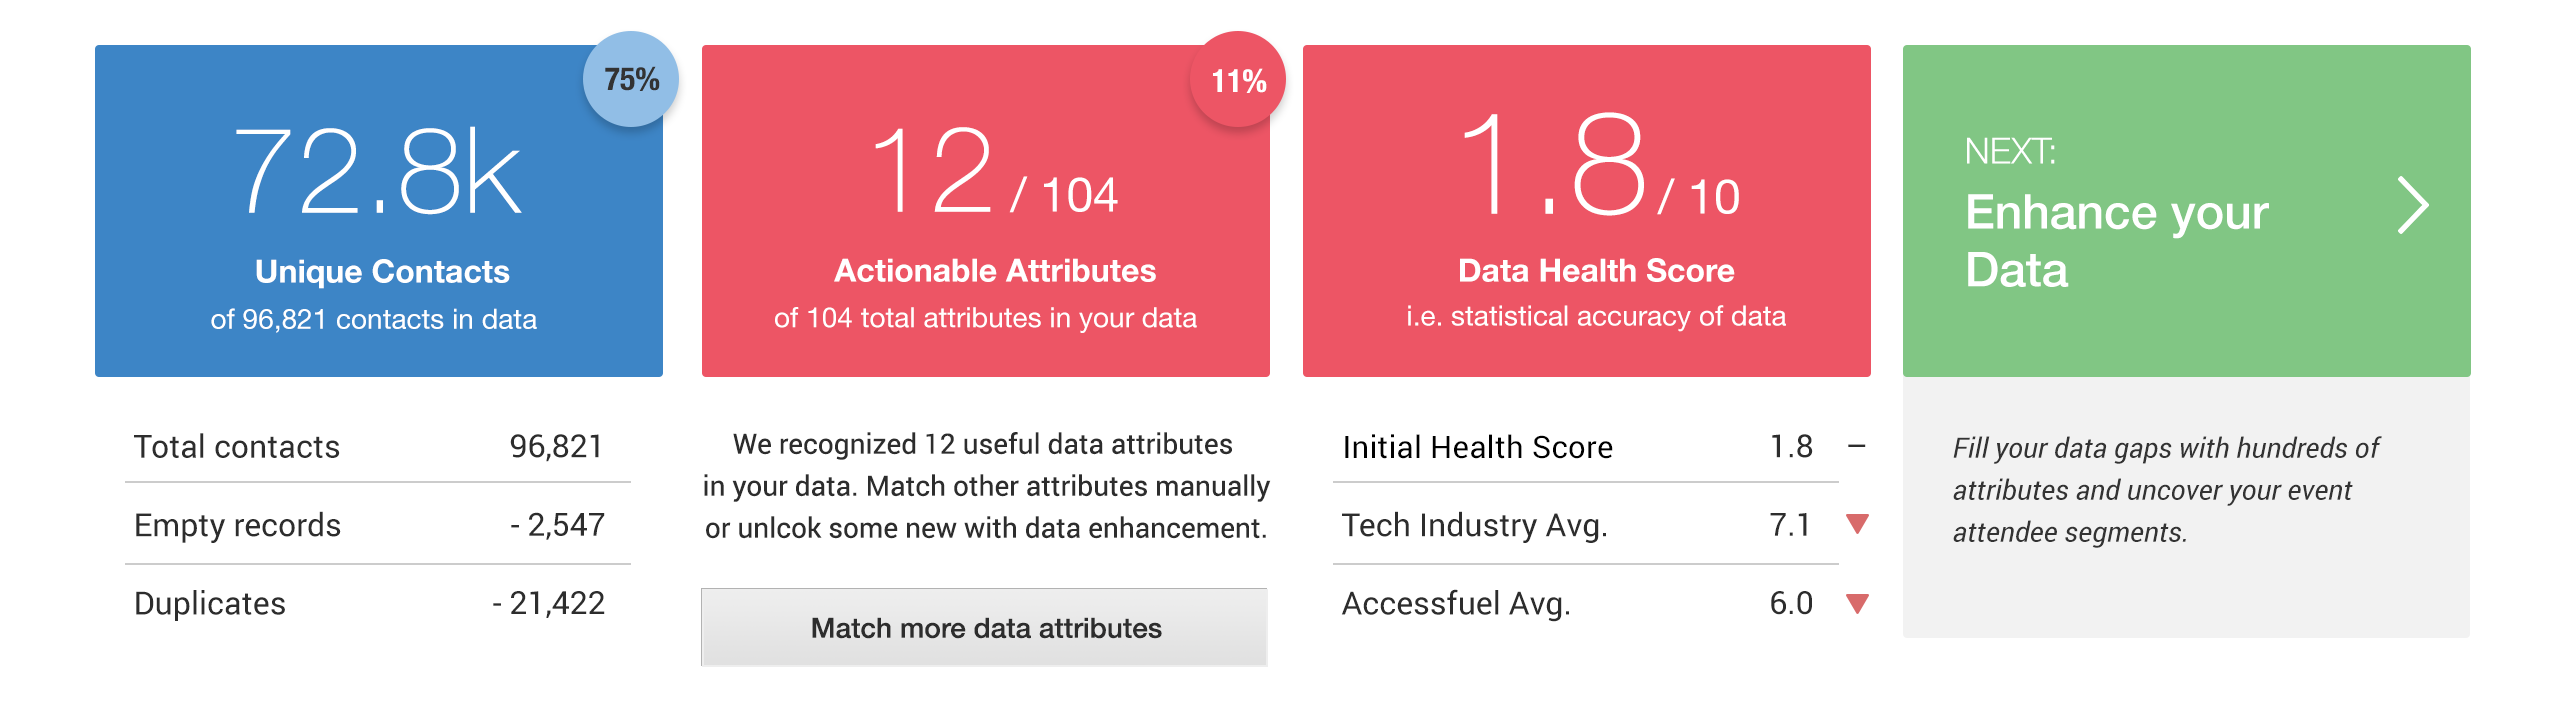 75%
72.8k
Unique Contacts
of 96,821 contacts in data
Total contacts 96,821
Empty records - 2,547
Duplicates - 21,422
11%
12 / 104
Actionable Attributes
of 104 total attributes in your data
We recognized 12 useful data attributes
in your data. Match other attributes manually
or unlcok some new with data enhancement.
Match more data attributes
1.8 / 10
Data Health Score
i.e. statistical accuracy of data
Initial Health Score 1.8 –
Tech Industry Avg. 7.1 ▼
Accessfuel Avg. 6.0 ▼
NEXT:
Enhance your
Data
Fill your data gaps with hundreds of
attributes and uncover your event
attendee segments.